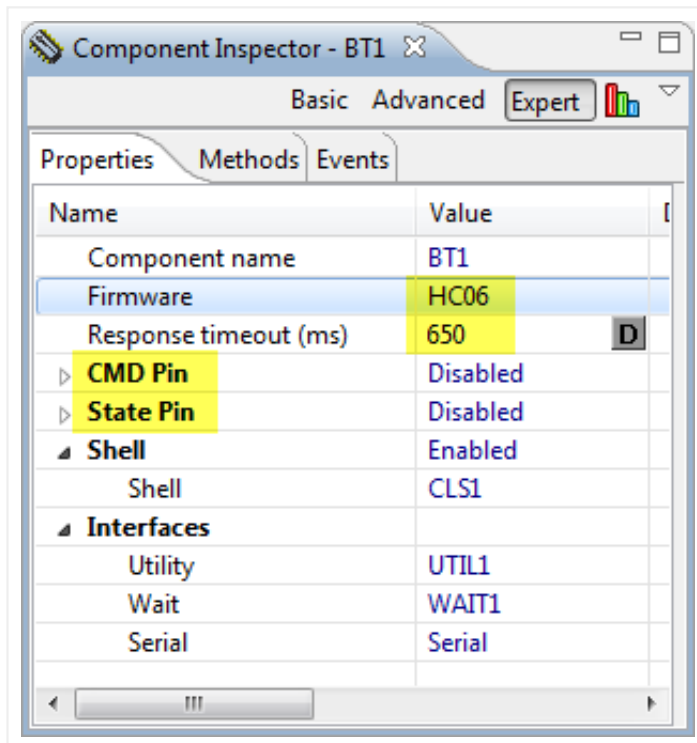 Component Inspector - BT1
Basic Advanced Expert
Properties Methods Events
Name Value
Component name BT1
Firmware HC06
Response timeout (ms) 650 D
CMD Pin Disabled
State Pin Disabled
Shell Enabled
Shell CLS1
Interfaces
Utility UTIL1
Wait WAIT1
Serial Serial